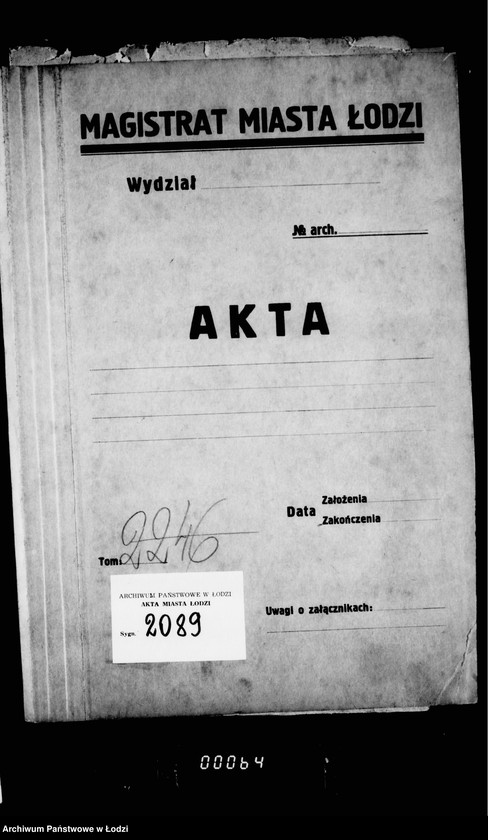 MAGISTRAT MIASTA ŁODZI
Wydział
№ arch.
AKTA
Data
Założenia
Zakończenia
Tom
2246
ARCHIWUM PAŃSTWOWE W ŁODZI
AKTA MIASTA ŁODZI
Sygn. 2089
Uwagi o załącznikach:
00064
Archiwum Państwowe w Łodzi